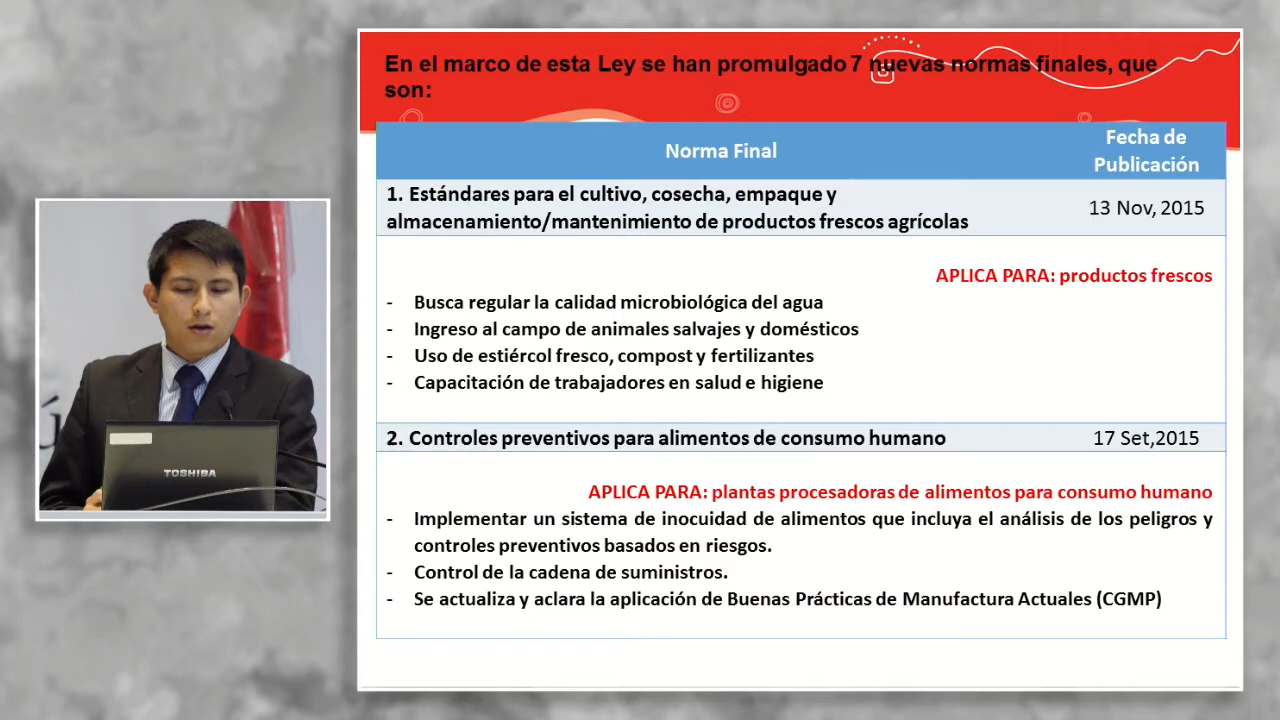 En el marco de esta Ley se han promulgado 7 nuevas normas finales, que
son:
Norma Final
Fecha de
Publicación
1. Estándares para el cultivo, cosecha, empaque y
almacenamiento/mantenimiento de productos frescos agrícolas
13 Nov, 2015
APLICA PARA: productos frescos
- Busca regular la calidad microbiológica del agua
- Ingreso al campo de animales salvajes y domésticos
- Uso de estiércol fresco, compost y fertilizantes
- Capacitación de trabajadores en salud e higiene
2. Controles preventivos para alimentos de consumo humano
17 Set,2015
APLICA PARA: plantas procesadoras de alimentos para consumo humano
- Implementar un sistema de inocuidad de alimentos que incluya el análisis de los peligros y
controles preventivos basados en riesgos.
- Control de la cadena de suministros.
- Se actualiza y aclara la aplicación de Buenas Prácticas de Manufactura Actuales (CGMP)
Ú
TOSHIBA